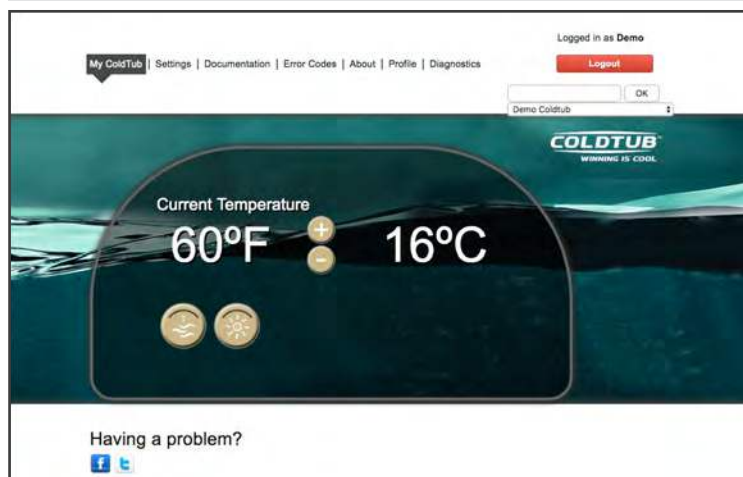 Logged in as Demo
My ColdTub | Settings | Documentation | Error Codes | About | Profile | Diagnostics
Logout
OK
Demo Coldtub
COLDTUB
WINNING IS COOL
Current Temperature
60ºF + - 16ºC
Having a problem?